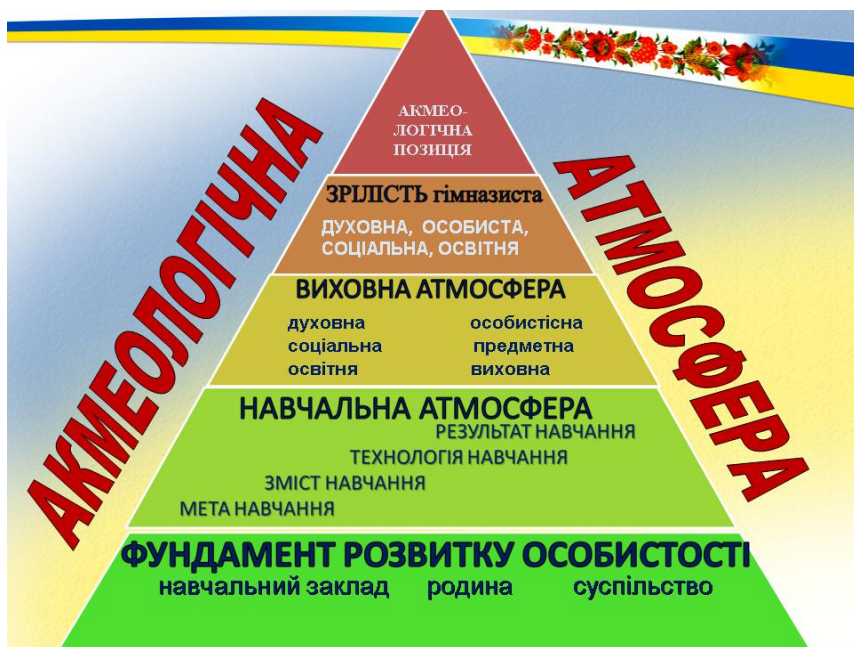 АКМЕОЛОГІЧНА
АТМОСФЕРА
АКМЕО-
ЛОГІЧНА
ПОЗИЦІЯ
ЗРІЛІСТЬ гімназиста
ДУХОВНА, ОСОБИСТА,
СОЦІАЛЬНА, ОСВІТНЯ
ВИХОВНА АТМОСФЕРА
духовна особистісна
соціальна предметна
освітня виховна
НАВЧАЛЬНА АТМОСФЕРА
РЕЗУЛЬТАТ НАВЧАННЯ
ТЕХНОЛОГІЯ НАВЧАННЯ
ЗМІСТ НАВЧАННЯ
МЕТА НАВЧАННЯ
ФУНДАМЕНТ РОЗВИТКУ ОСОБИСТОСТІ
навчальний заклад родина суспільство